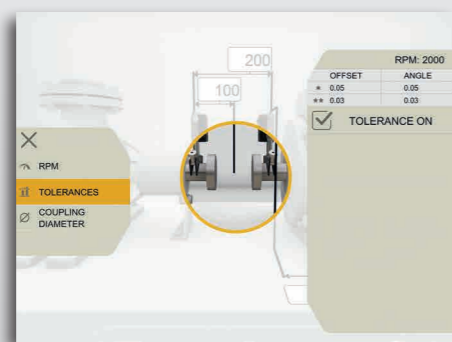 200
100
RPM: 2000
OFFSET ANGLE
* 0.05 0.05
** 0.03 0.03
TOLERANCE ON
RPM
TOLERANCES
COUPLING
DIAMETER